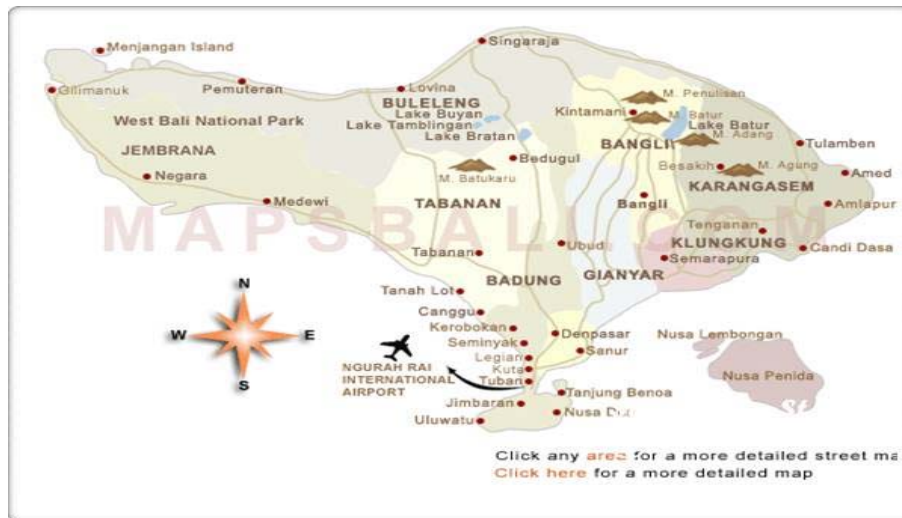 Menjangan Island
Singaraja
Gilimanuk
Pemuteran
Lovina
BULELENG
M. Penulisan
Kintamani
M. Batur
West Bali National Park
Lake Buyan
Lake Tamblingan
Lake Bratan
Lake Batur
M. Adang
JEMBRANA
BANGLI
Tulamben
Bedugul
Besakih
M. Agung
Amed
Negara
M. Batukaru
KARANGASEM
Medewi
TABANAN
Bangli
Amlapur
MAPSBALI.COM
Tenganan
Tabanan
Ubud
KLUNGKUNG
Candi Dasa
Semarapura
BADUNG
GIANYAR
Tanah Lot
N
Canggu
Kerobokan
Denpasar
Nusa Lembongan
W
E
Seminyak
Sanur
Legian
NGURAH RAI
INTERNATIONAL
AIRPORT
Kuta
Nusa Penida
Tuban
S
Tanjung Benoa
Jimbaran
Nusa
St
Uluwatu
Click any area for a more detailed street ma
Click here for a more detailed map